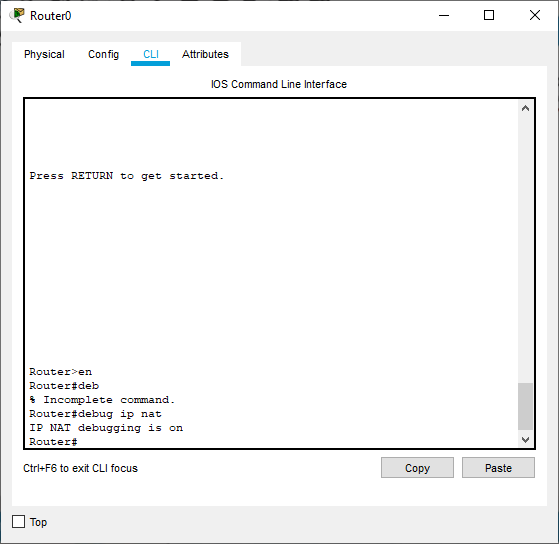 Router0
Physical Config CLI Attributes
IOS Command Line Interface
Press RETURN to get started.
Router>en
Router#deb
% Incomplete command.
Router#debug ip nat
IP NAT debugging is on
Router#
Ctrl+F6 to exit CLI focus Copy Paste
Top